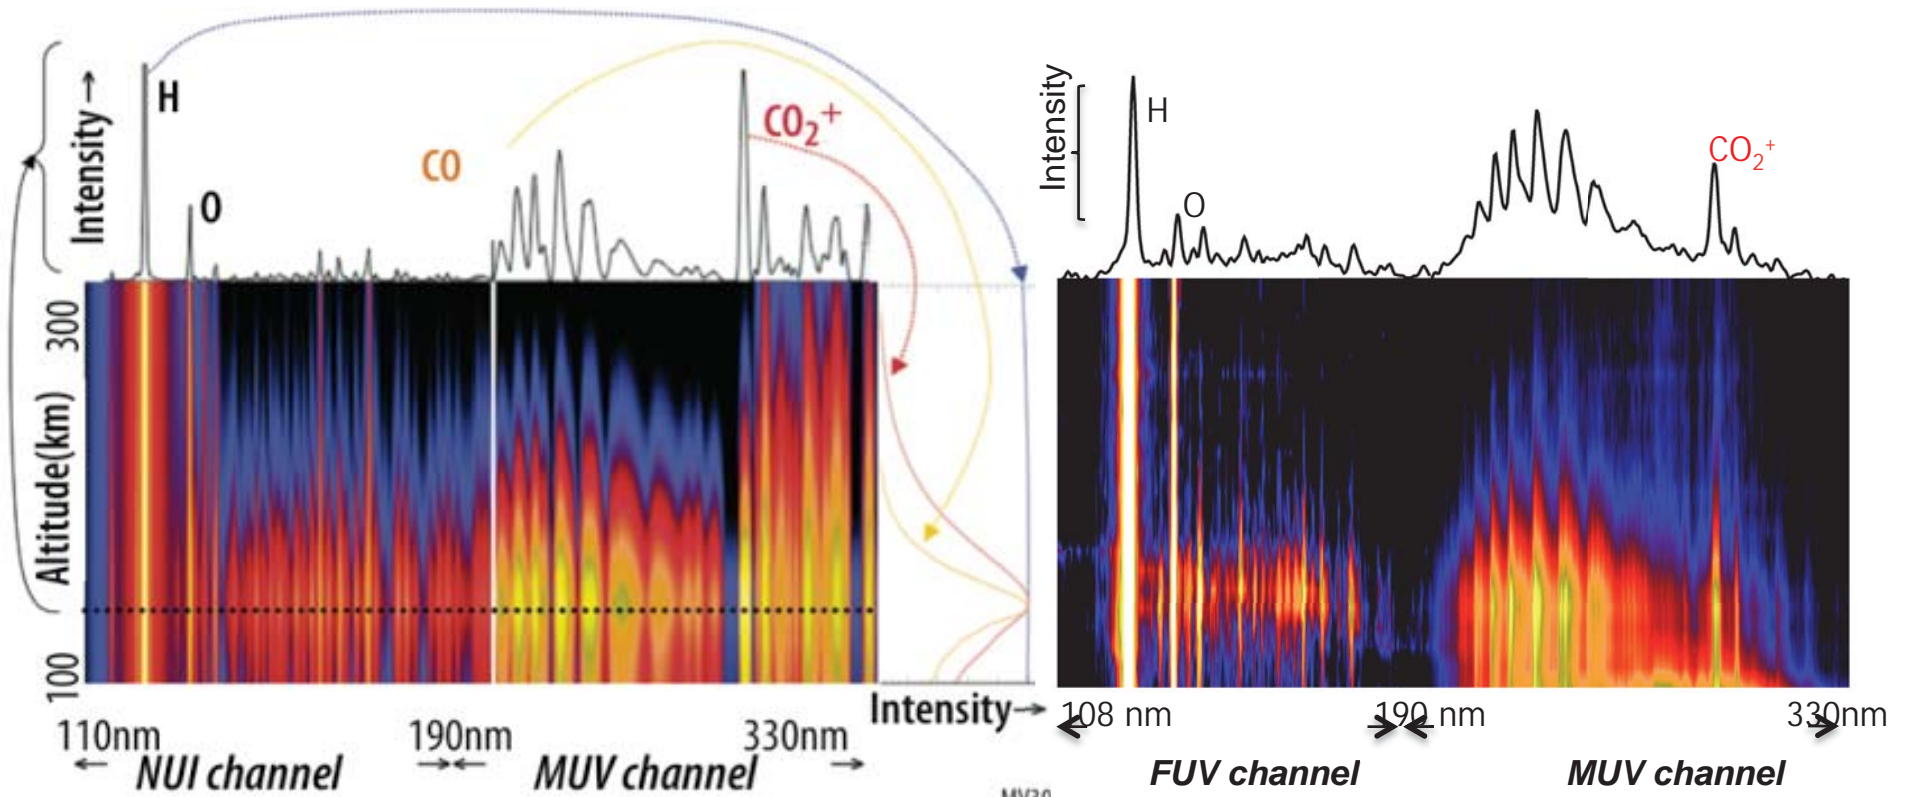 Intensity
H
O
CO
CO₂⁺
300
Altitude(km)
100
110nm
190nm
330nm
NUI channel
MUV channel
Intensity
Intensity
H
O
CO₂⁺
108 nm
190 nm
330nm
FUV channel
MUV channel